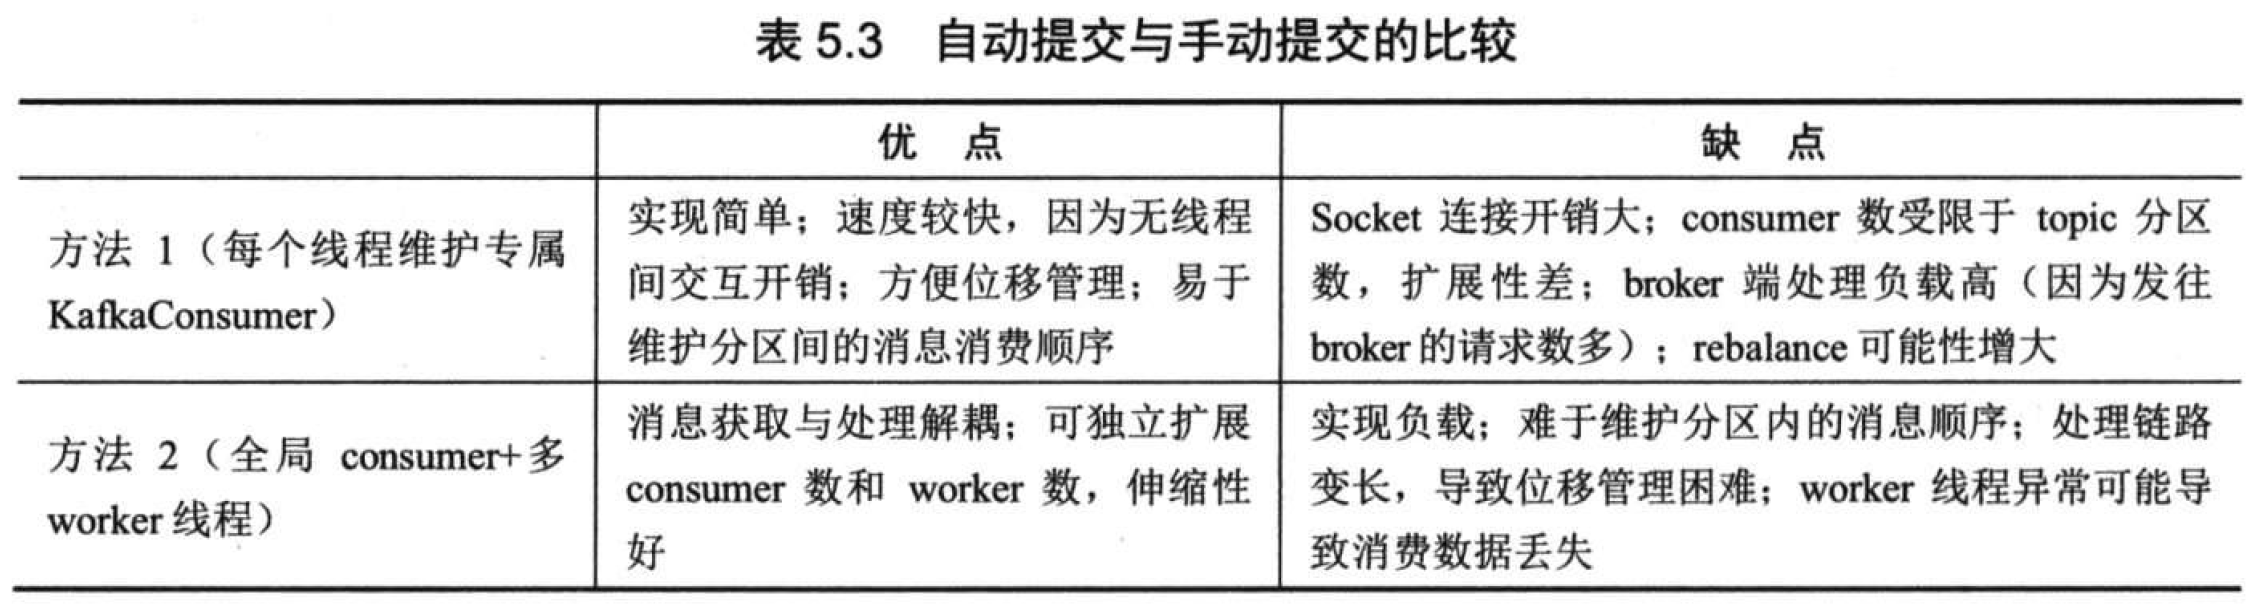 表 5.3 自动提交与手动提交的比较
优 点
缺 点
方法 1（每个线程维护专属
KafkaConsumer）
实现简单；速度较快，因为无线程
间交互开销；方便位移管理；易于
维护分区间的消息消费顺序
Socket 连接开销大；consumer 数受限于 topic 分区
数，扩展性差；broker 端处理负载高（因为发往
broker 的请求数多）；rebalance 可能性增大
方法 2（全局 consumer+多
worker 线程）
消息获取与处理解耦；可独立扩展
consumer 数和 worker 数，伸缩性
好
实现负载；难于维护分区内的消息顺序；处理链路
变长，导致位移管理困难；worker 线程异常可能导
致消费数据丢失